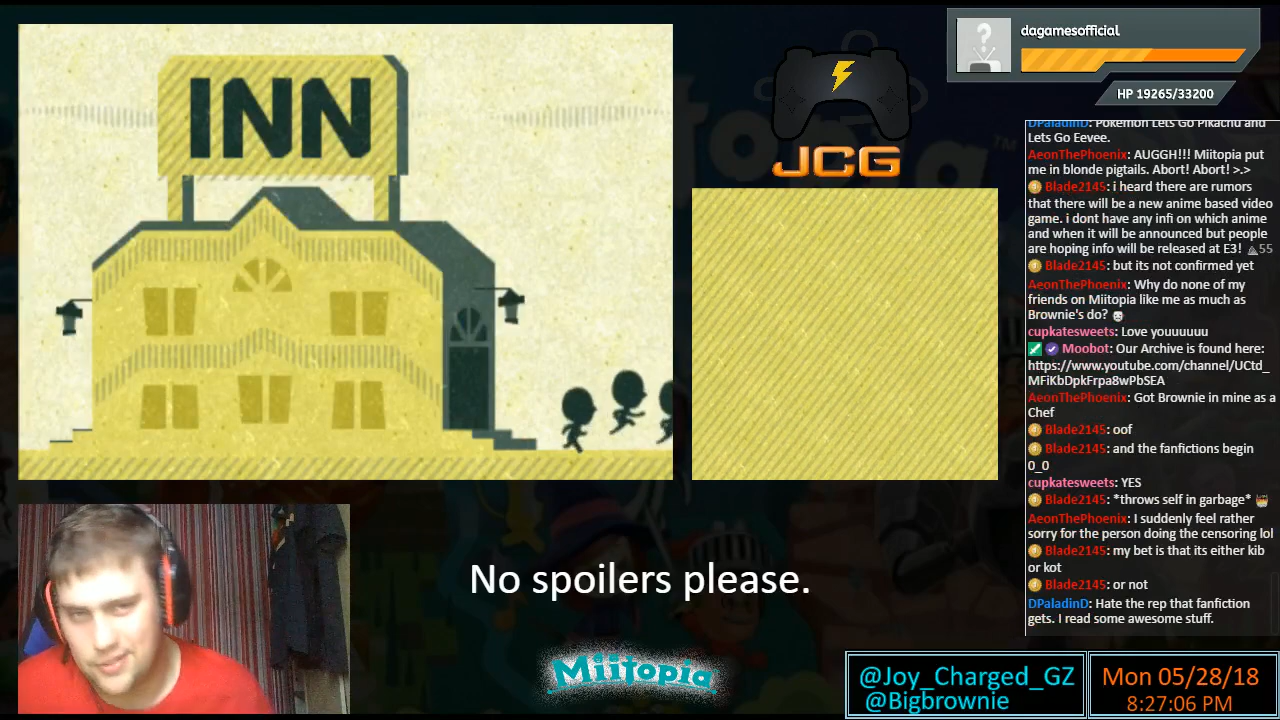 INN
JCG
dagamesofficial
HP 19265/33200
DPaladinD: Pokemon Lets Go Pikachu and
Lets Go Eevee.
AeonThePhoenix: AUGGH!!! Miitopia put
me in blonde pigtails. Abort! Abort! >.>
Blade2145: i heard there are rumors
that there will be a new anime based video
game. i dont have any infi on which anime
and when it will be announced but people
are hoping info will be released at E3! 55
Blade2145: but its not confirmed yet
AeonThePhoenix: Why do none of my
friends on Miitopia like me as much as
Brownie's do?
cupkatesweets: Love youuuuuu
Moobot: Our Archive is found here:
https://www.youtube.com/channel/UCtd_
MFiKbDpkFrpa8wPbSEA
AeonThePhoenix: Got Brownie in mine as a
Chef
Blade2145: oof
Blade2145: and the fanfictions begin
0_0
cupkatesweets: YES
Blade2145: *throws self in garbage*
AeonThePhoenix: I suddenly feel rather
sorry for the person doing the censoring lol
Blade2145: my bet is that its either kib
or kot
Blade2145: or not
DPaladinD: Hate the rep that fanfiction
gets. I read some awesome stuff.
No spoilers please.
Miitopia
@Joy_Charged_GZ
@Bigbrownie
Mon 05/28/18
8:27:06 PM